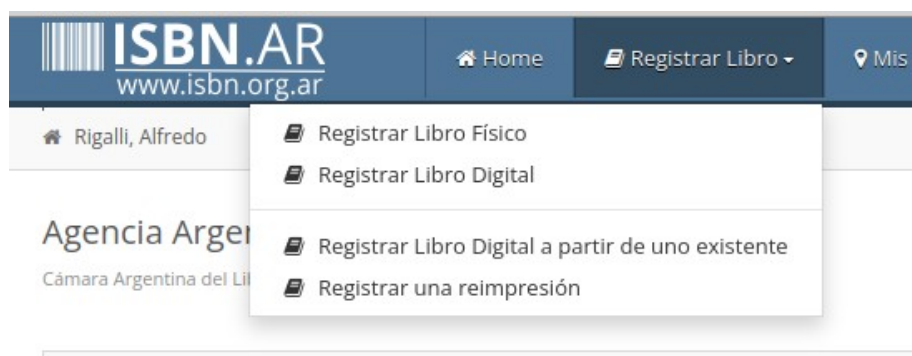 ISBN.AR
www.isbn.org.ar
Home
Registrar Libro
Mis
Rigalli, Alfredo
Registrar Libro Físico
Registrar Libro Digital
Registrar Libro Digital a partir de uno existente
Registrar una reimpresión
Agencia Arge
Cámara Argentina del Li